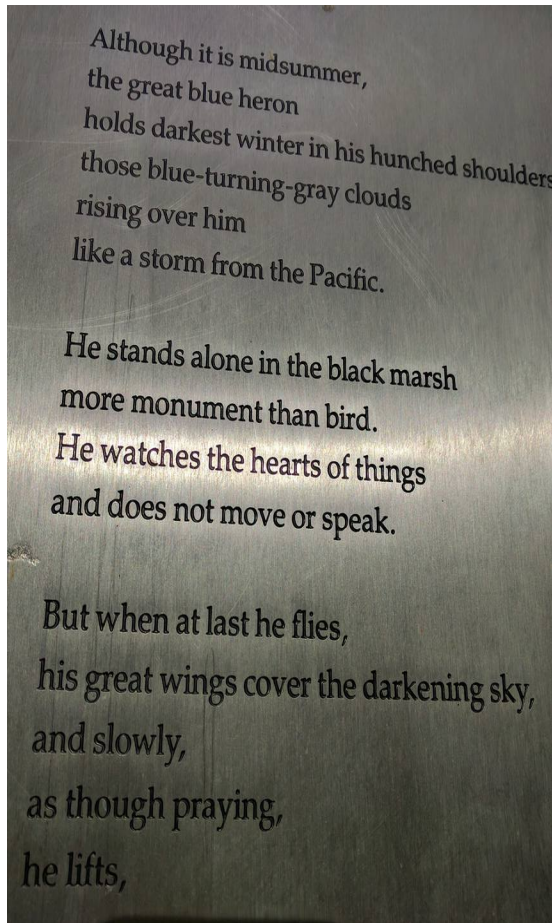 Although it is midsummer,
the great blue heron
holds darkest winter in his hunched shoulders
those blue-turning-gray clouds
rising over him
like a storm from the Pacific.
He stands alone in the black marsh
more monument than bird.
He watches the hearts of things
and does not move or speak.
But when at last he flies,
his great wings cover the darkening sky,
and slowly,
as though praying,
he lifts,